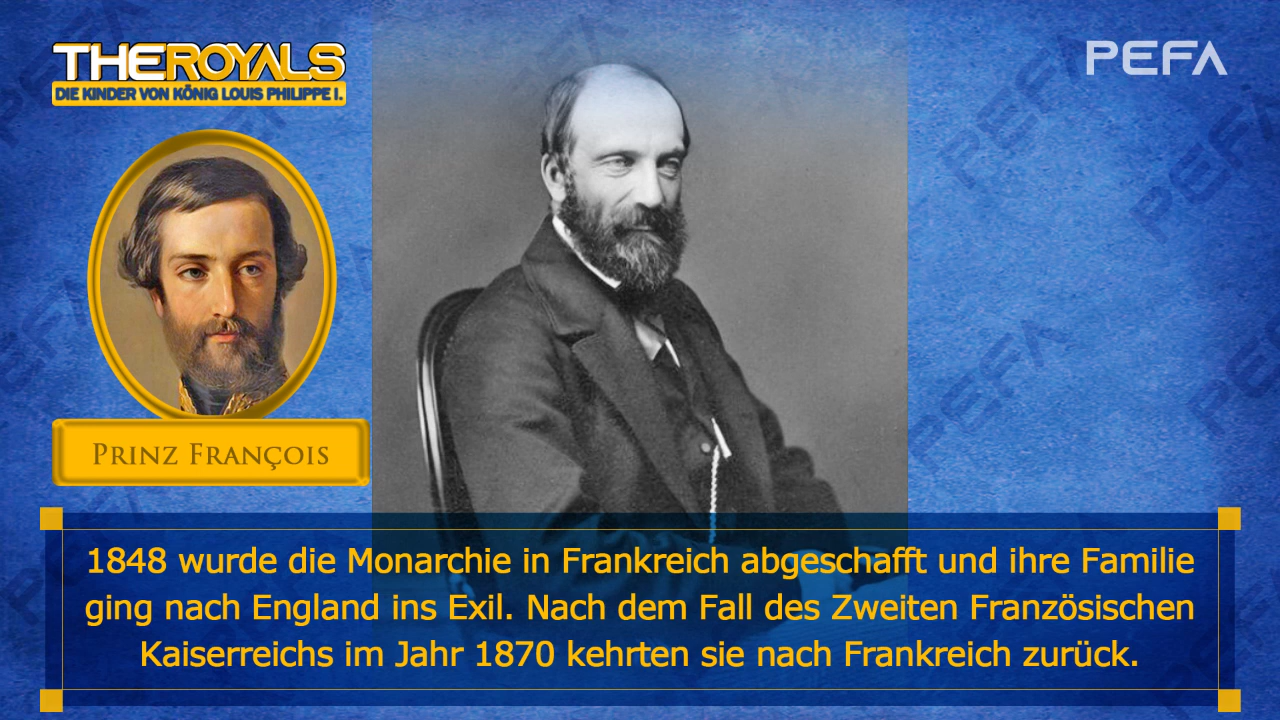 THEROYALS
DIE KINDER VON KÖNIG LOUIS PHILIPPE I.
PEFA
PRINZ FRANÇOIS
1848 wurde die Monarchie in Frankreich abgeschafft und ihre Familie
ging nach England ins Exil. Nach dem Fall des Zweiten Französischen
Kaiserreichs im Jahr 1870 kehrten sie nach Frankreich zurück.